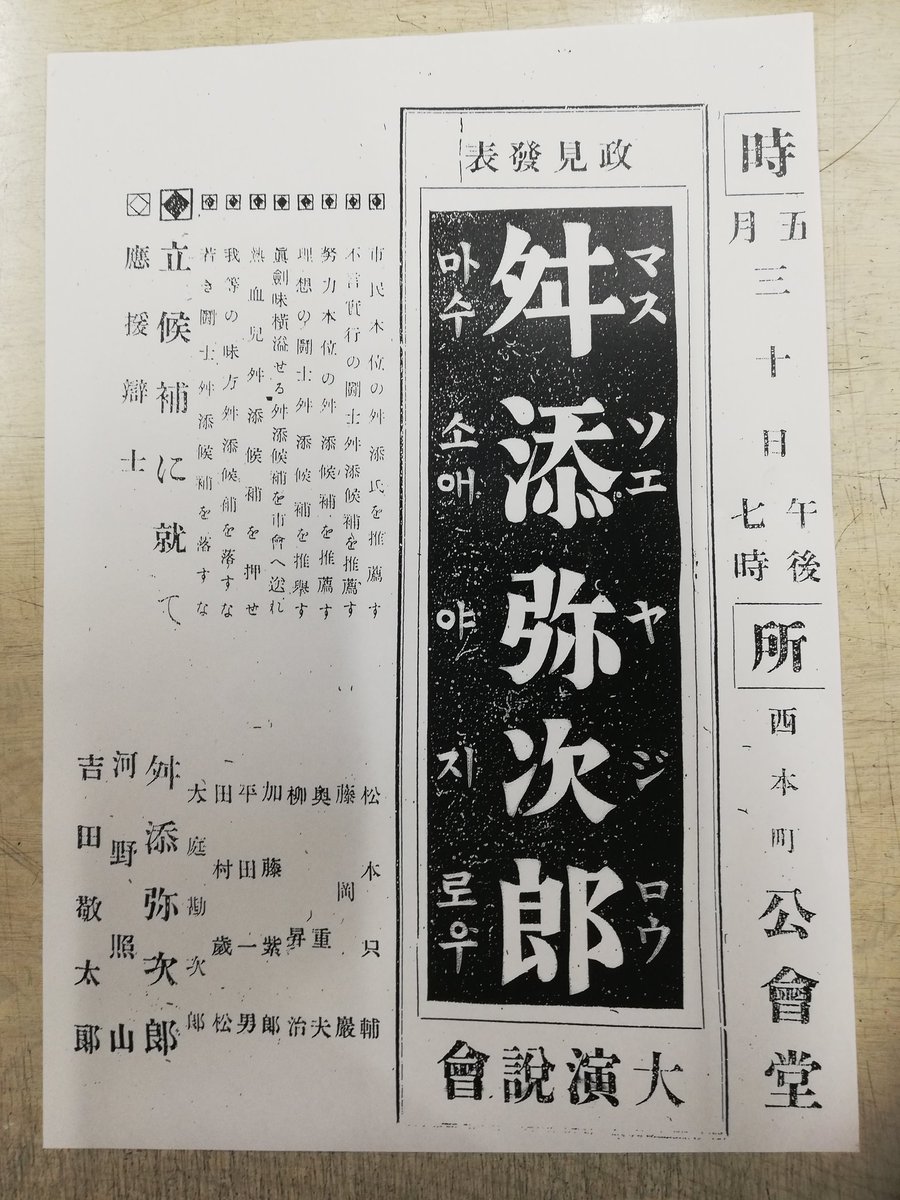 時
五月三十日午後七時
所
西本町公會堂
政見發表
マスソエヤジロウ
舛添弥次郎
마수소애야지로우
大演說會
市民本位の舛添氏を推薦す 松本只輔
不言實行の鬪士舛添候補を推薦す 藤岡巖
努力本位の舛添候補を推薦す 奥重夫
理想の鬪士舛添候補を推擧す 柳昇治
眞劍味橫溢せる舛添候補を市會へ送れ 加藤紫郞
熱血兒舛添候補を押せ 平田一男
我等の味方舛添候補を落すな 田村歲松
若き鬪士舛添候補を落すな 大庭勘次郞
立候補に就て 舛添弥次郎
應援辯士 河野照山
吉田敬太郞